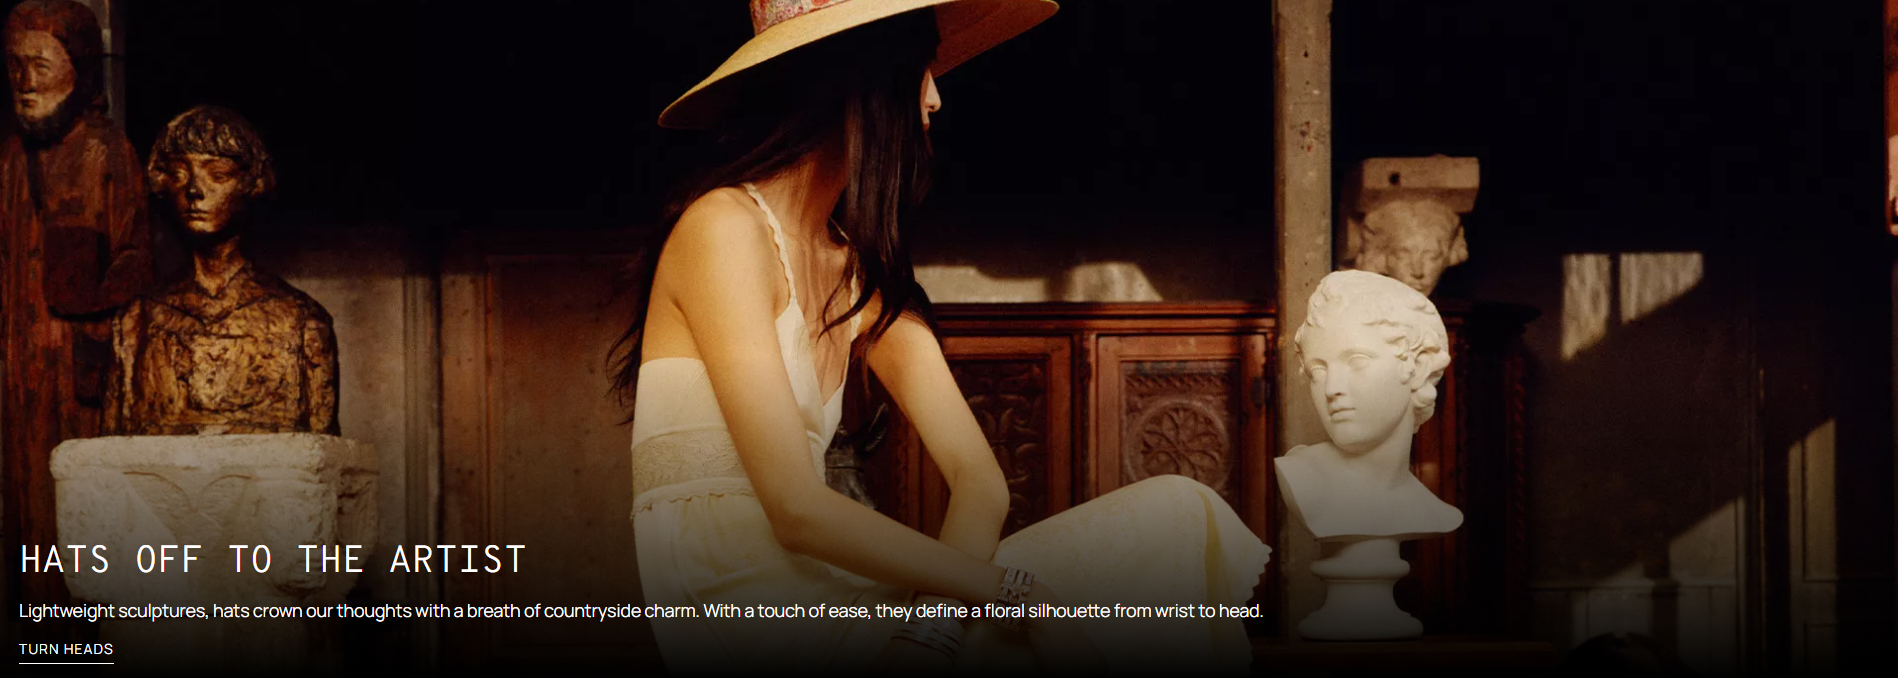 HATS OFF TO THE ARTIST
Lightweight sculptures, hats crown our thoughts with a breath of countryside charm. With a touch of ease, they define a floral silhouette from wrist to head.
TURN HEADS